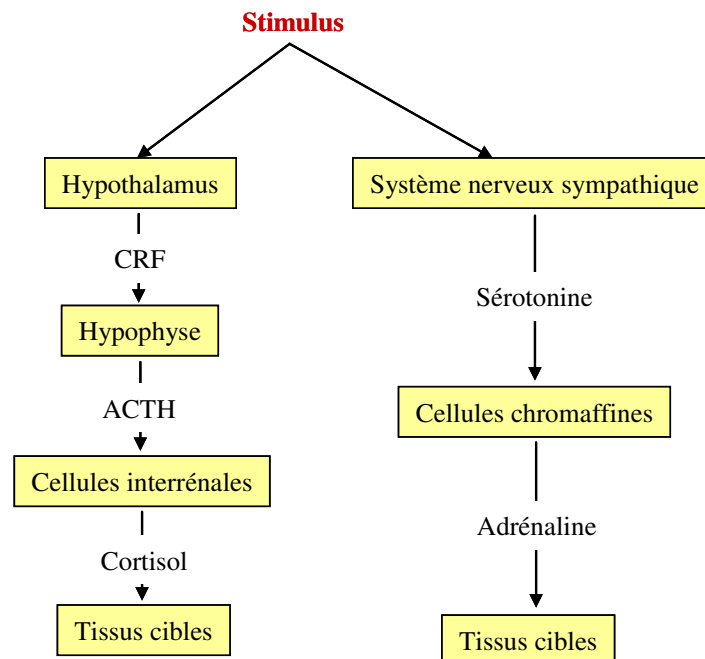 Stimulus
Hypothalamus
Système nerveux sympathique
CRF
Sérotonine
Hypophyse
ACTH
Cellules chromaffines
Cellules interrénales
Adrénaline
Cortisol
Tissus cibles
Tissus cibles